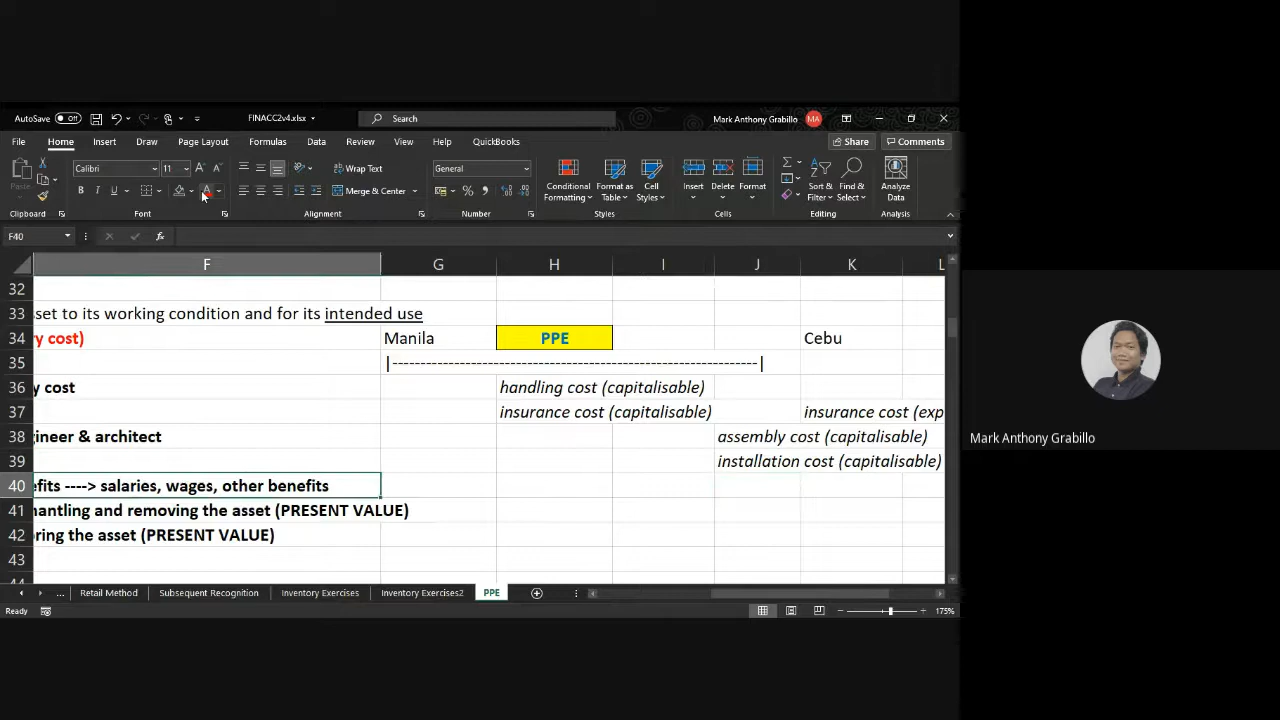 AutoSave Off FINACC2v4.xlsx Search Mark Anthony Grabillo MA
File Home Insert Draw Page Layout Formulas Data Review View Help QuickBooks Share Comments
Paste Calibri 11 A A Wrap Text General Conditional Formatting Format as Table Cell Styles Insert Delete Format Sort & Filter Find & Select Analyze Data
B I U A Merge & Center % ,
Clipboard Font Alignment Number Styles Cells Editing Analysis
F40 fx
F G H I J K L
32
33 set to its working condition and for its intended use
34 y cost) Manila PPE Cebu
35 |----------------------------------------------------------------|
36 y cost handling cost (capitalisable)
37 insurance cost (capitalisable) insurance cost (exp
38 gineer & architect assembly cost (capitalisable)
39 installation cost (capitalisable)
40 efits ----> salaries, wages, other benefits
41 mantling and removing the asset (PRESENT VALUE)
42 oring the asset (PRESENT VALUE)
43
44
... Retail Method Subsequent Recognition Inventory Exercises Inventory Exercises2 PPE
Ready 175%
Mark Anthony Grabillo